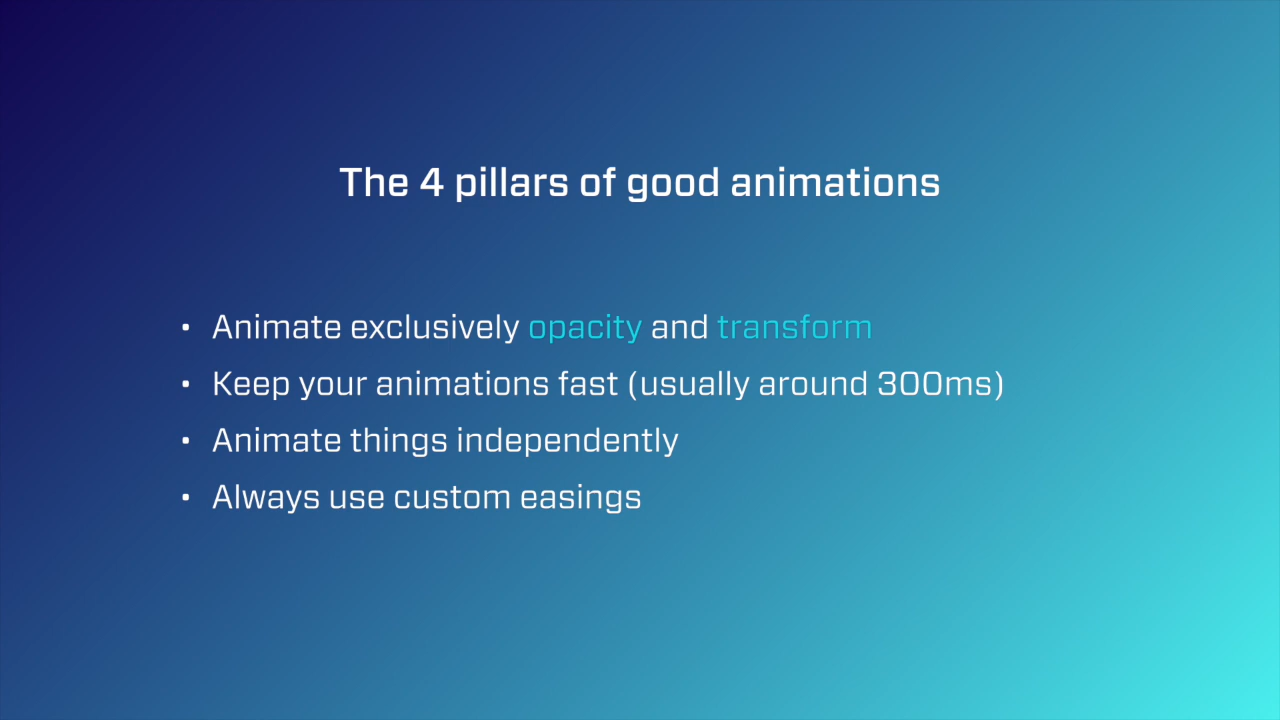 The 4 pillars of good animations
• Animate exclusively opacity and transform
• Keep your animations fast (usually around 300ms)
• Animate things independently
• Always use custom easings